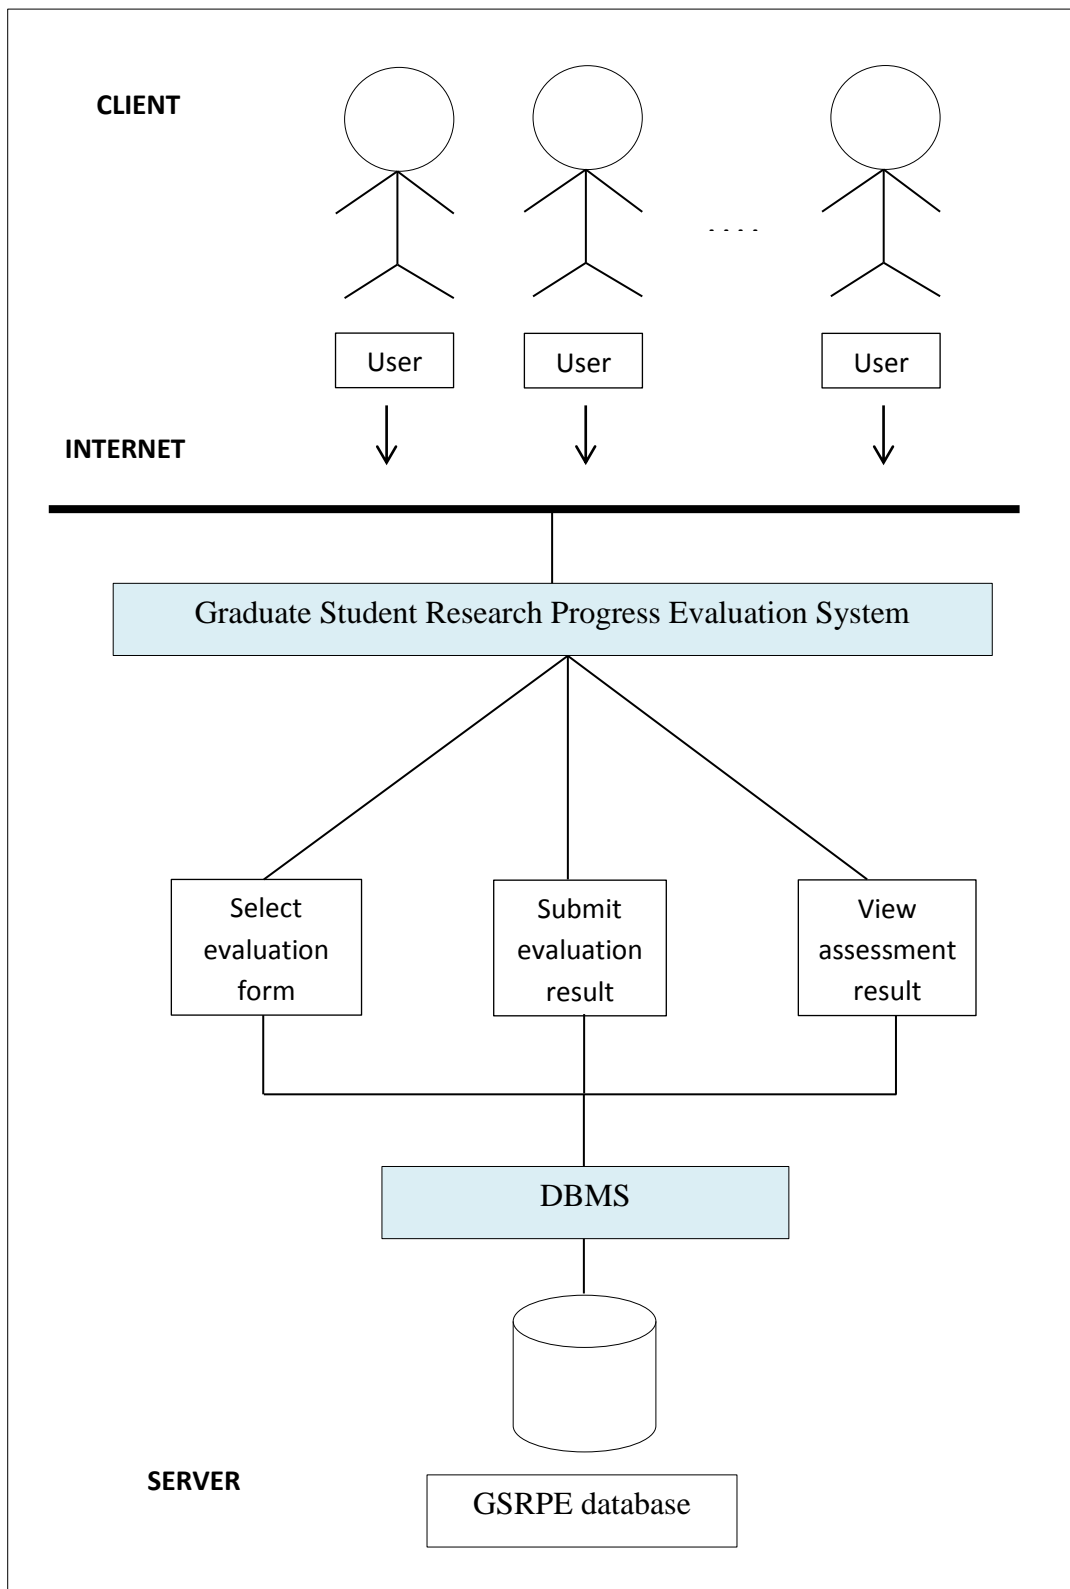 CLIENT
. . . .
User
User
User
INTERNET
Graduate Student Research Progress Evaluation System
Select
evaluation
form
Submit
evaluation
result
View
assessment
result
DBMS
SERVER
GSRPE database